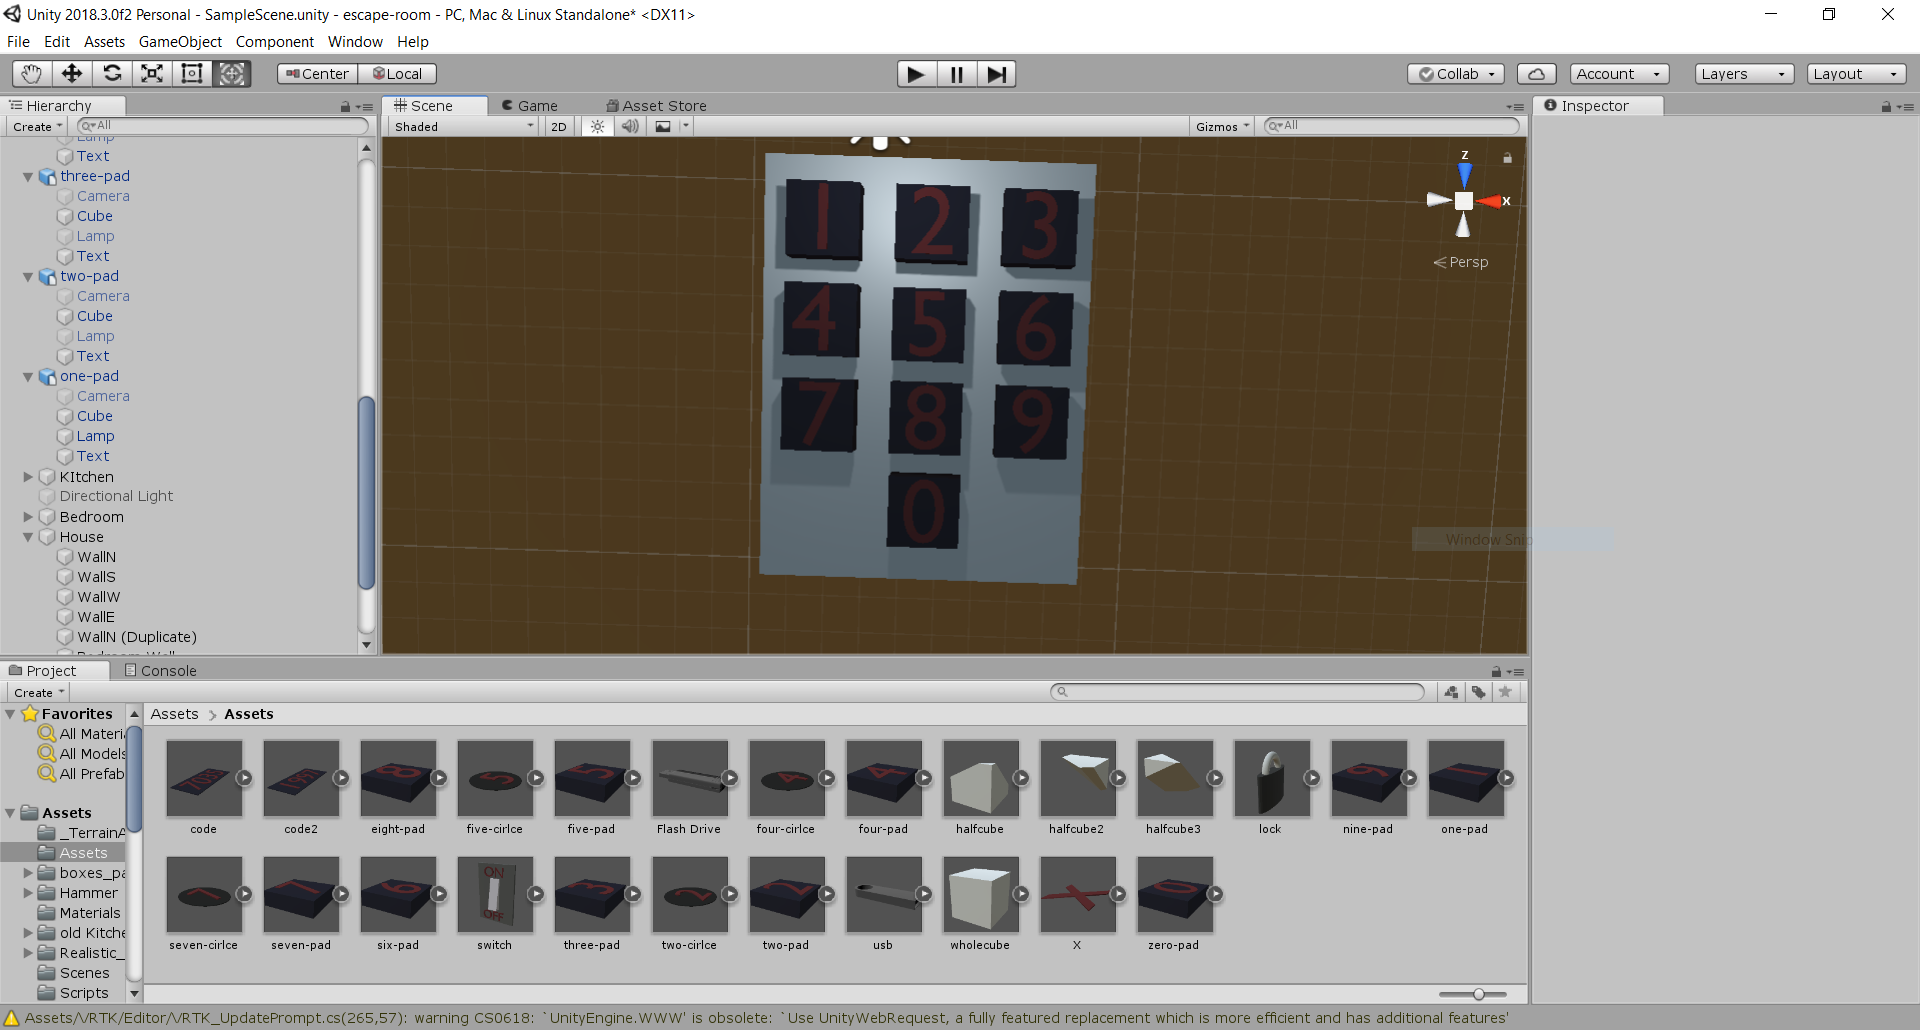 Unity 2018.3.0f2 Personal - SampleScene.unity - escape-room - PC, Mac & Linux Standalone* <DX11>
File Edit Assets GameObject Component Window Help
Center Local Collab Account Layers Layout
Hierarchy
Create All
Lamp
Text
three-pad
Camera
Cube
Lamp
Text
two-pad
Camera
Cube
Lamp
Text
one-pad
Camera
Cube
Lamp
Text
KItchen
Directional Light
Bedroom
House
WallN
WallS
WallW
WallE
WallN (Duplicate)
Scene Game Asset Store
Shaded 2D Gizmos All
1 2 3
4 5 6
7 8 9
0
z
x
Persp
Window Snip
Inspector
Project Console
Create
Favorites
All Materia
All Models
All Prefab
Assets
_TerrainA
Assets
boxes_pa
Hammer
Materials
old Kitche
Realistic_
Scenes
Scripts
Assets > Assets
code code2 eight-pad five-cirlce five-pad Flash Drive four-cirlce four-pad halfcube halfcube2 halfcube3 lock nine-pad one-pad
ON
OFF
seven-cirlce seven-pad six-pad switch three-pad two-cirlce two-pad usb wholecube X zero-pad
Assets/VRTK/Editor/VRTK_UpdatePrompt.cs(265,57): warning CS0618: `UnityEngine.WWW' is obsolete: `Use UnityWebRequest, a fully featured replacement which is more efficient and has additional features'